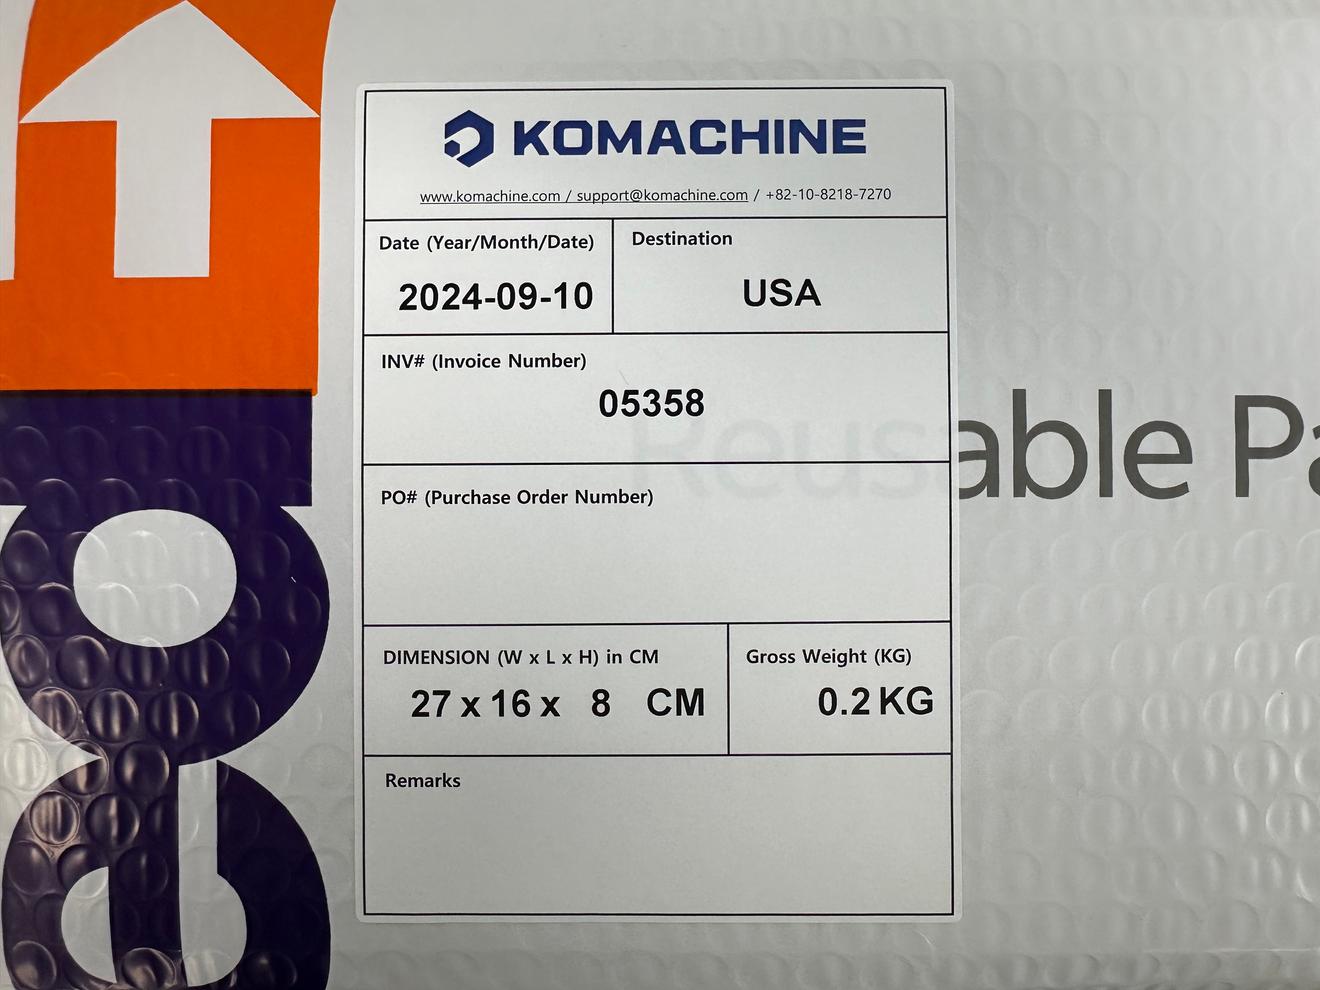 KOMACHINE
www.komachine.com / support@komachine.com / +82-10-8218-7270
Date (Year/Month/Date)
2024-09-10
Destination
USA
INV# (Invoice Number)
05358
Reusable Pa
PO# (Purchase Order Number)
DIMENSION (W x L x H) in CM
27 x 16 x 8 CM
Gross Weight (KG)
0.2 KG
Remarks